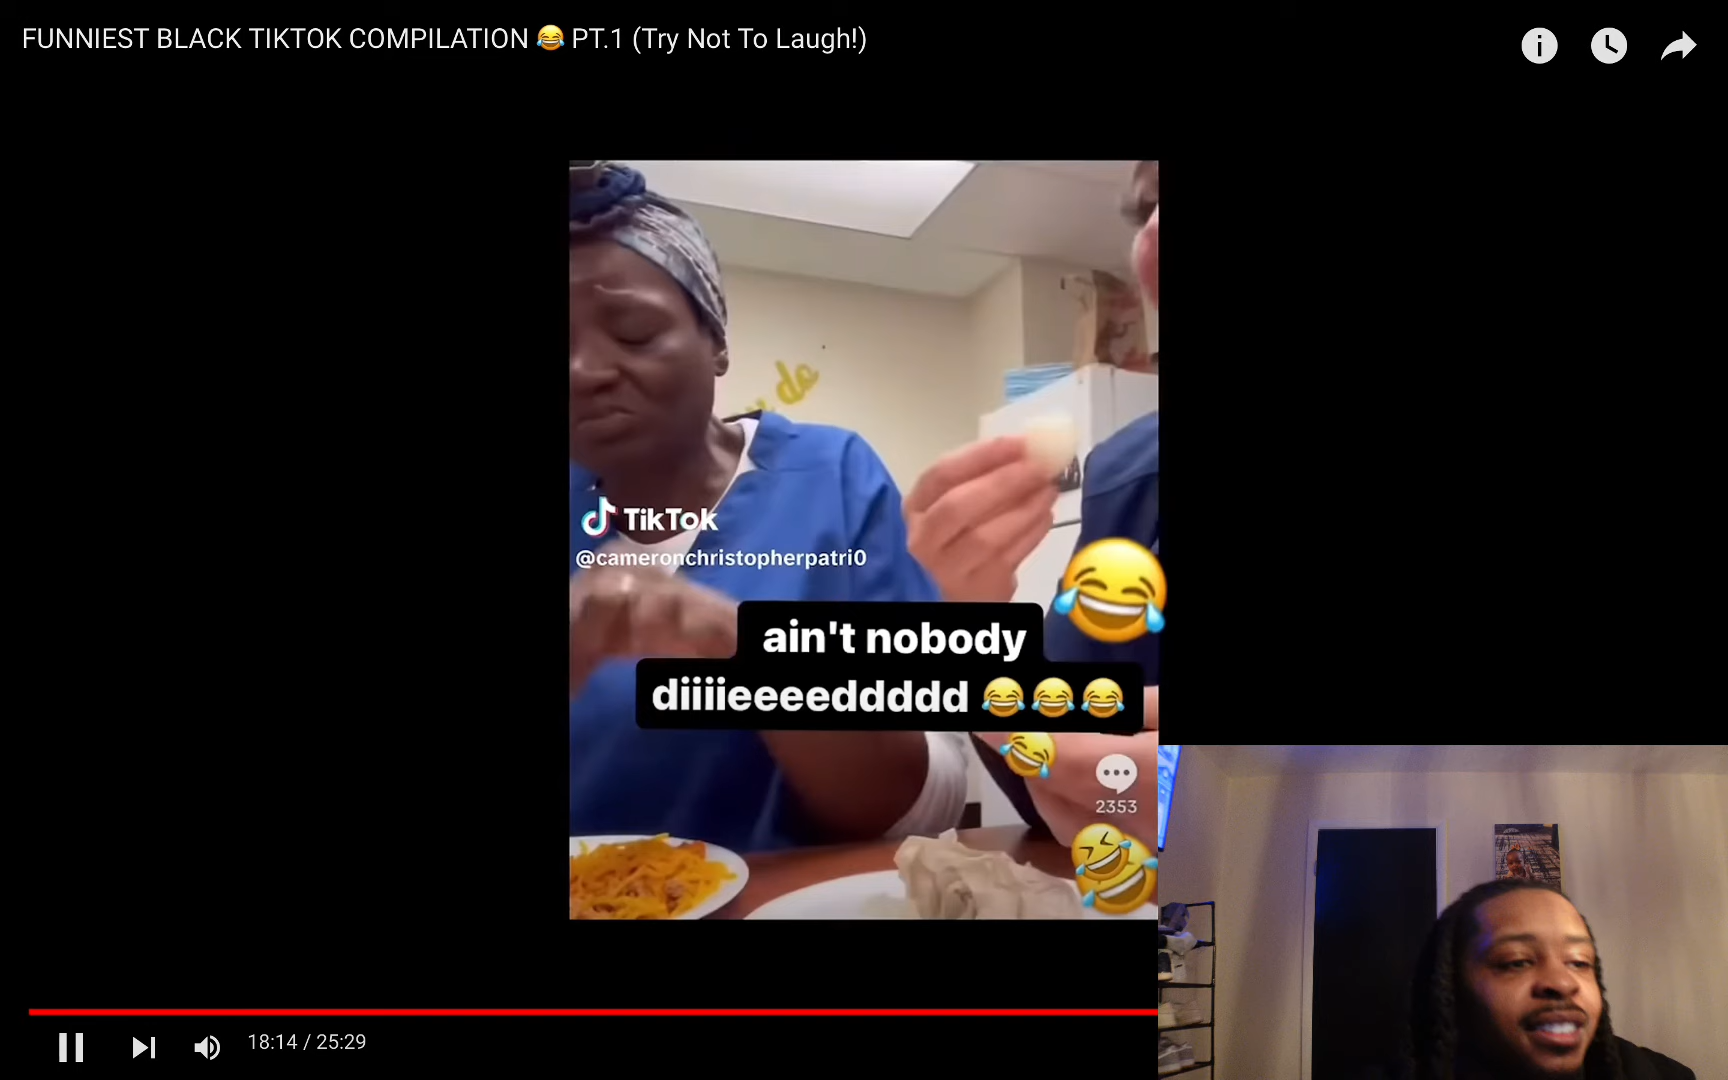 FUNNIEST BLACK TIKTOK COMPILATION 😂 PT.1 (Try Not To Laugh!)
TikTok
@cameronchristopherpatri0
ain't nobody
diiiieeeeddddd 😂😂😂
2353
18:14 / 25:29